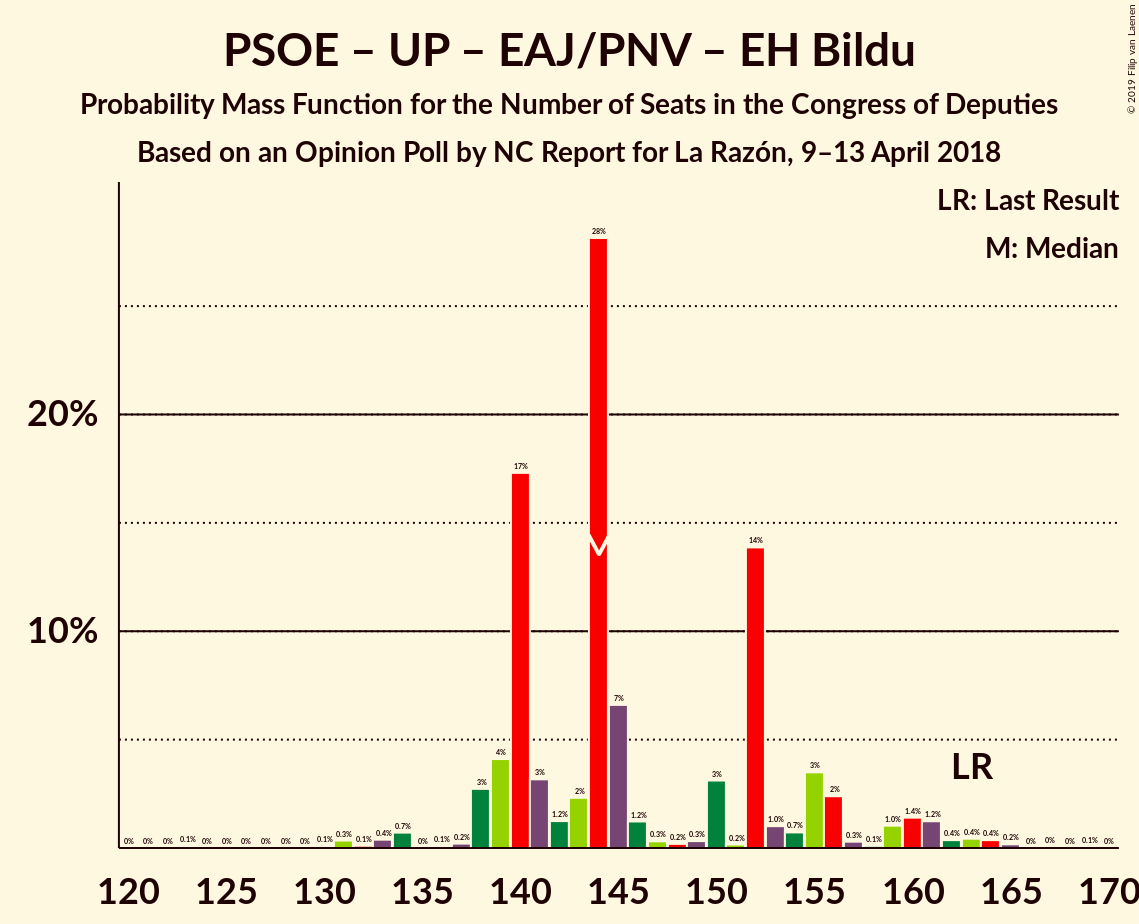 PSOE – UP – EAJ/PNV – EH Bildu
Probability Mass Function for the Number of Seats in the Congress of Deputies
Based on an Opinion Poll by NC Report for La Razón, 9–13 April 2018
© 2019 Filip van Laenen
LR: Last Result
M: Median
20%
10%
0% 0% 0% 0.1% 0% 0% 0% 0% 0% 0% 0.1% 0.3% 0.1% 0.4% 0.7% 0% 0.1% 0.2% 3% 4% 17% 3% 1.2% 2% 28% 7% 1.2% 0.3% 0.2% 0.3% 3% 0.2% 14% 1.0% 0.7% 3% 2% 0.3% 0.1% 1.0% 1.4% 1.2% 0.4% 0.4% 0.4% 0.2% 0% 0% 0% 0.1% 0%
LR
120 125 130 135 140 145 150 155 160 165 170